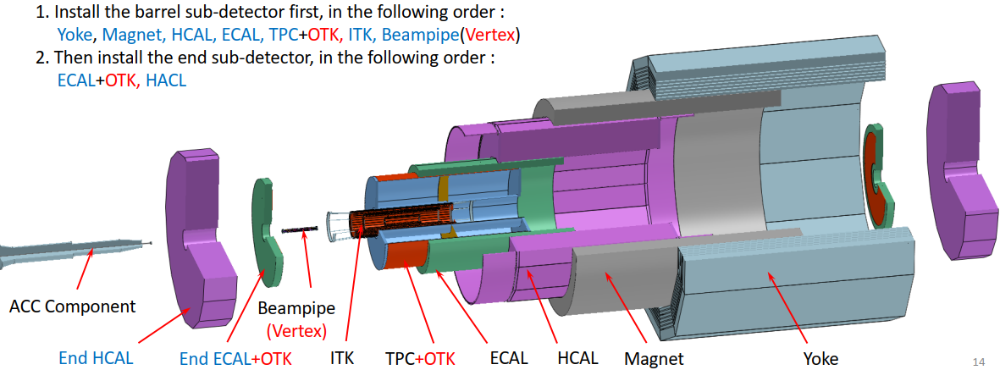 1. Install the barrel sub-detector first, in the following order :
Yoke, Magnet, HCAL, ECAL, TPC+OTK, ITK, Beampipe(Vertex)
2. Then install the end sub-detector, in the following order :
ECAL+OTK, HACL
ACC Component
Beampipe
(Vertex)
End HCAL
End ECAL+OTK
ITK
TPC+OTK
ECAL
HCAL
Magnet
Yoke
14